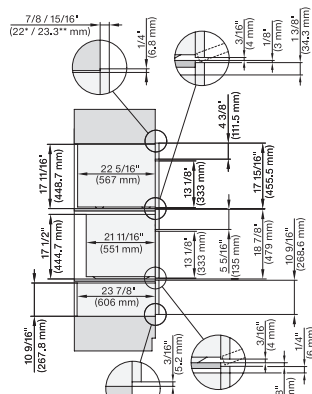 7/8 / 15/16"
(22* / 23.3** mm)
1/4"
(6.8 mm)
3/16"
(4 mm)
1/8"
(3 mm)
1 3/8"
(34.3 mm)
4 3/8"
(111.5 mm)
17 11/16"
(448.7 mm)
22 5/16"
(567 mm)
13 1/8"
(333 mm)
17 15/16"
(455.5 mm)
17 1/2"
(444.7 mm)
21 11/16"
(551 mm)
13 1/8"
(333 mm)
5 5/16"
(135 mm)
18 7/8"
(479 mm)
10 9/16"
(268.6 mm)
23 7/8"
(606 mm)
10 9/16"
(267.8 mm)
3/16"
(5.2 mm)
3/16"
(4 mm)
1/4"